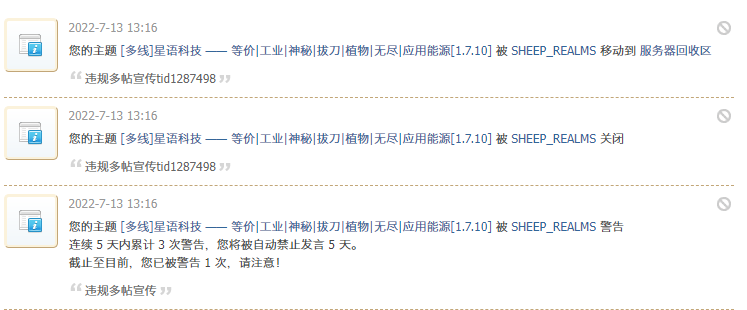 2022-7-13 13:16
您的主题 [多线]星语科技 —— 等价|工业|神秘|拔刀|植物|无尽|应用能源[1.7.10] 被 SHEEP_REALMS 移动到 服务器回收区
“ 违规多帖宣传tid1287498 ”
2022-7-13 13:16
您的主题 [多线]星语科技 —— 等价|工业|神秘|拔刀|植物|无尽|应用能源[1.7.10] 被 SHEEP_REALMS 关闭
“ 违规多帖宣传tid1287498 ”
2022-7-13 13:16
您的主题 [多线]星语科技 —— 等价|工业|神秘|拔刀|植物|无尽|应用能源[1.7.10] 被 SHEEP_REALMS 警告
连续 5 天内累计 3 次警告，您将被自动禁止发言 5 天。
截止至目前，您已被警告 1 次，请注意！
“ 违规多帖宣传 ”